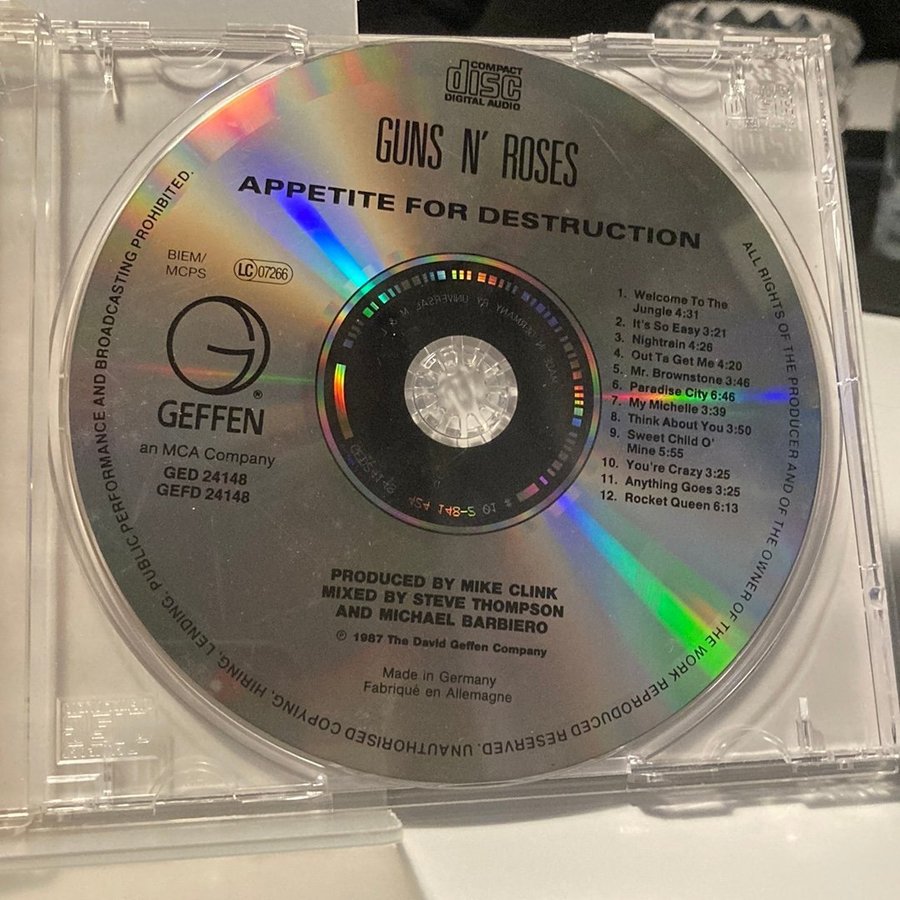 COMPACT
disc
DIGITAL AUDIO
GUNS N' ROSES
APPETITE FOR DESTRUCTION
BIEM/
MCPS
LC 07266
G
GEFFEN®
an MCA Company
GED 24148
GEFD 24148
1. Welcome To The
Jungle 4:31
2. It's So Easy 3:21
3. Nightrain 4:26
4. Out Ta Get Me 4:20
5. Mr. Brownstone 3:46
6. Paradise City 6:46
7. My Michelle 3:39
8. Think About You 3:50
9. Sweet Child O'
Mine 5:55
10. You're Crazy 3:25
11. Anything Goes 3:25
12. Rocket Queen 6:13
PRODUCED BY MIKE CLINK
MIXED BY STEVE THOMPSON
AND MICHAEL BARBIERO
℗ 1987 The David Geffen Company
Made in Germany
Fabriqué en Allemagne
ALL RIGHTS OF THE PRODUCER AND OF THE OWNER OF THE WORK REPRODUCED RESERVED. UNAUTHORISED COPYING, HIRING, LENDING, PUBLIC PERFORMANCE AND BROADCASTING PROHIBITED.